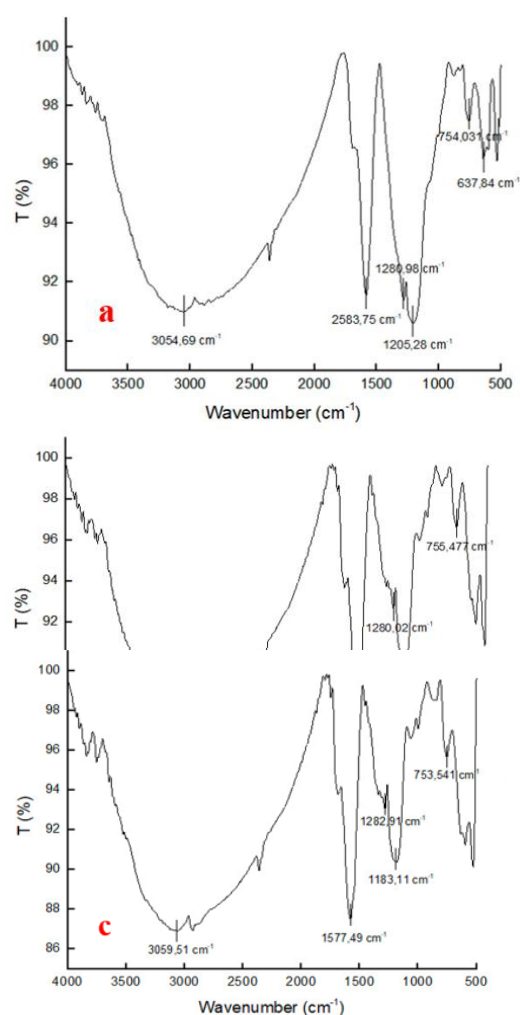 100
98
96
94
92
90
T (%)
754,031 cm-1
637,84 cm-1
1280,98 cm-1
2583,75 cm-1
1205,28 cm-1
3054,69 cm-1
a
4000 3500 3000 2500 2000 1500 1000 500
Wavenumber (cm-1)
100
98
96
94
92
T (%)
755,477 cm-1
1280,02 cm-1
100
98
96
94
92
90
88
86
T (%)
753,541 cm-1
1282,91 cm-1
1183,11 cm-1
1577,49 cm-1
3059,51 cm-1
c
4000 3500 3000 2500 2000 1500 1000 500
Wavenumber (cm-1)